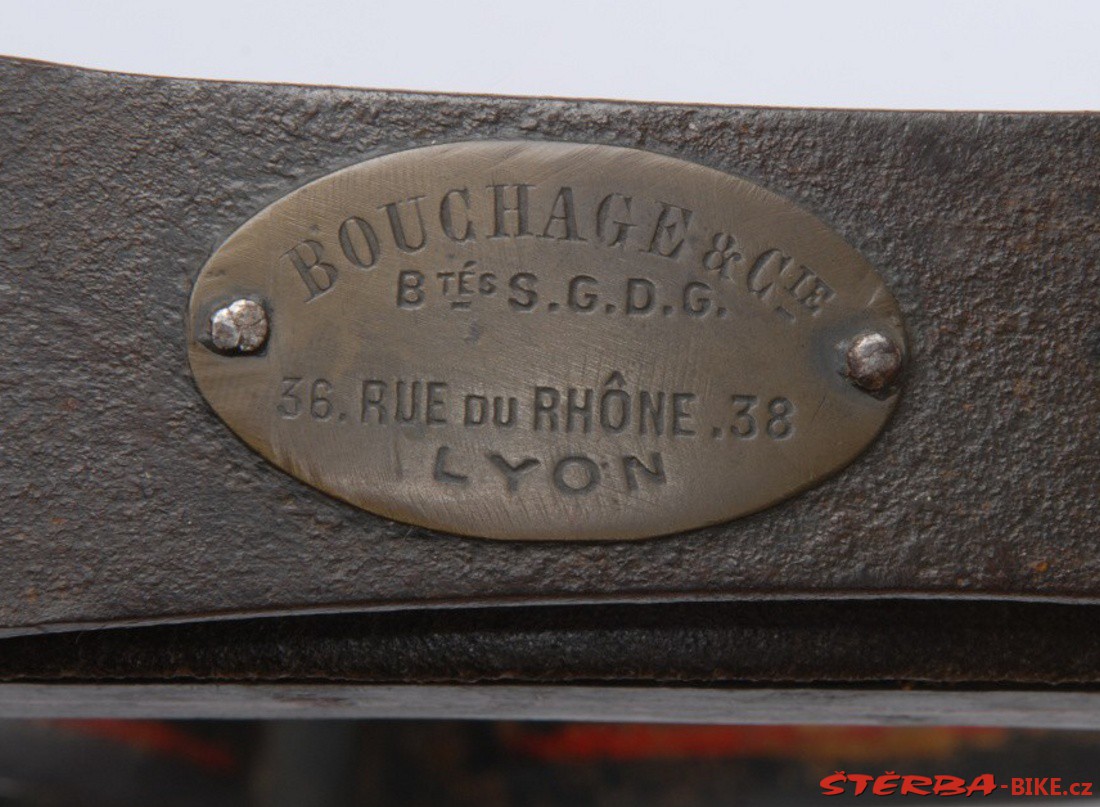 BOUCHAGE & CIE
BTÉS S.G.D.G.
36. RUE DU RHÔNE .38
LYON
ŠTĚRBA-BIKE.cz